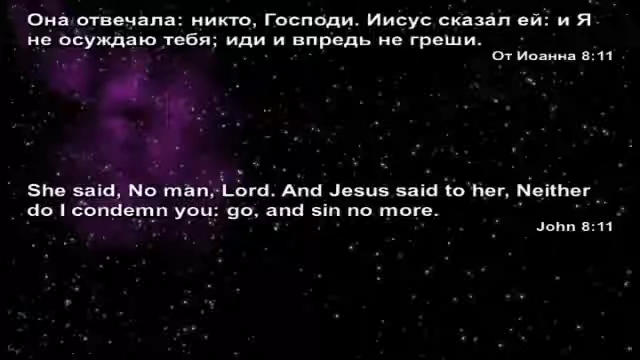 Она отвечала: никто, Господи. Иисус сказал ей: и Я
не осуждаю тебя; иди и впредь не греши.
От Иоанна 8:11
She said, No man, Lord. And Jesus said to her, Neither
do I condemn you: go, and sin no more.
John 8:11